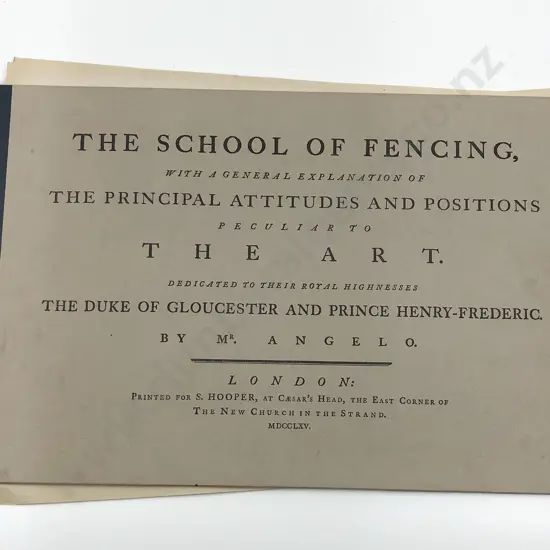 THE SCHOOL OF FENCING,
WITH A GENERAL EXPLANATION OF
THE PRINCIPAL ATTITUDES AND POSITIONS
PECULIAR TO
THE ART.
DEDICATED TO THEIR ROYAL HIGHNESSES
THE DUKE OF GLOUCESTER AND PRINCE HENRY-FREDERIC.
BY MR. ANGELO.
LONDON:
PRINTED FOR S. HOOPER, AT CÆSAR'S HEAD, THE EAST CORNER OF
THE NEW CHURCH IN THE STRAND.
MDCCLXV.